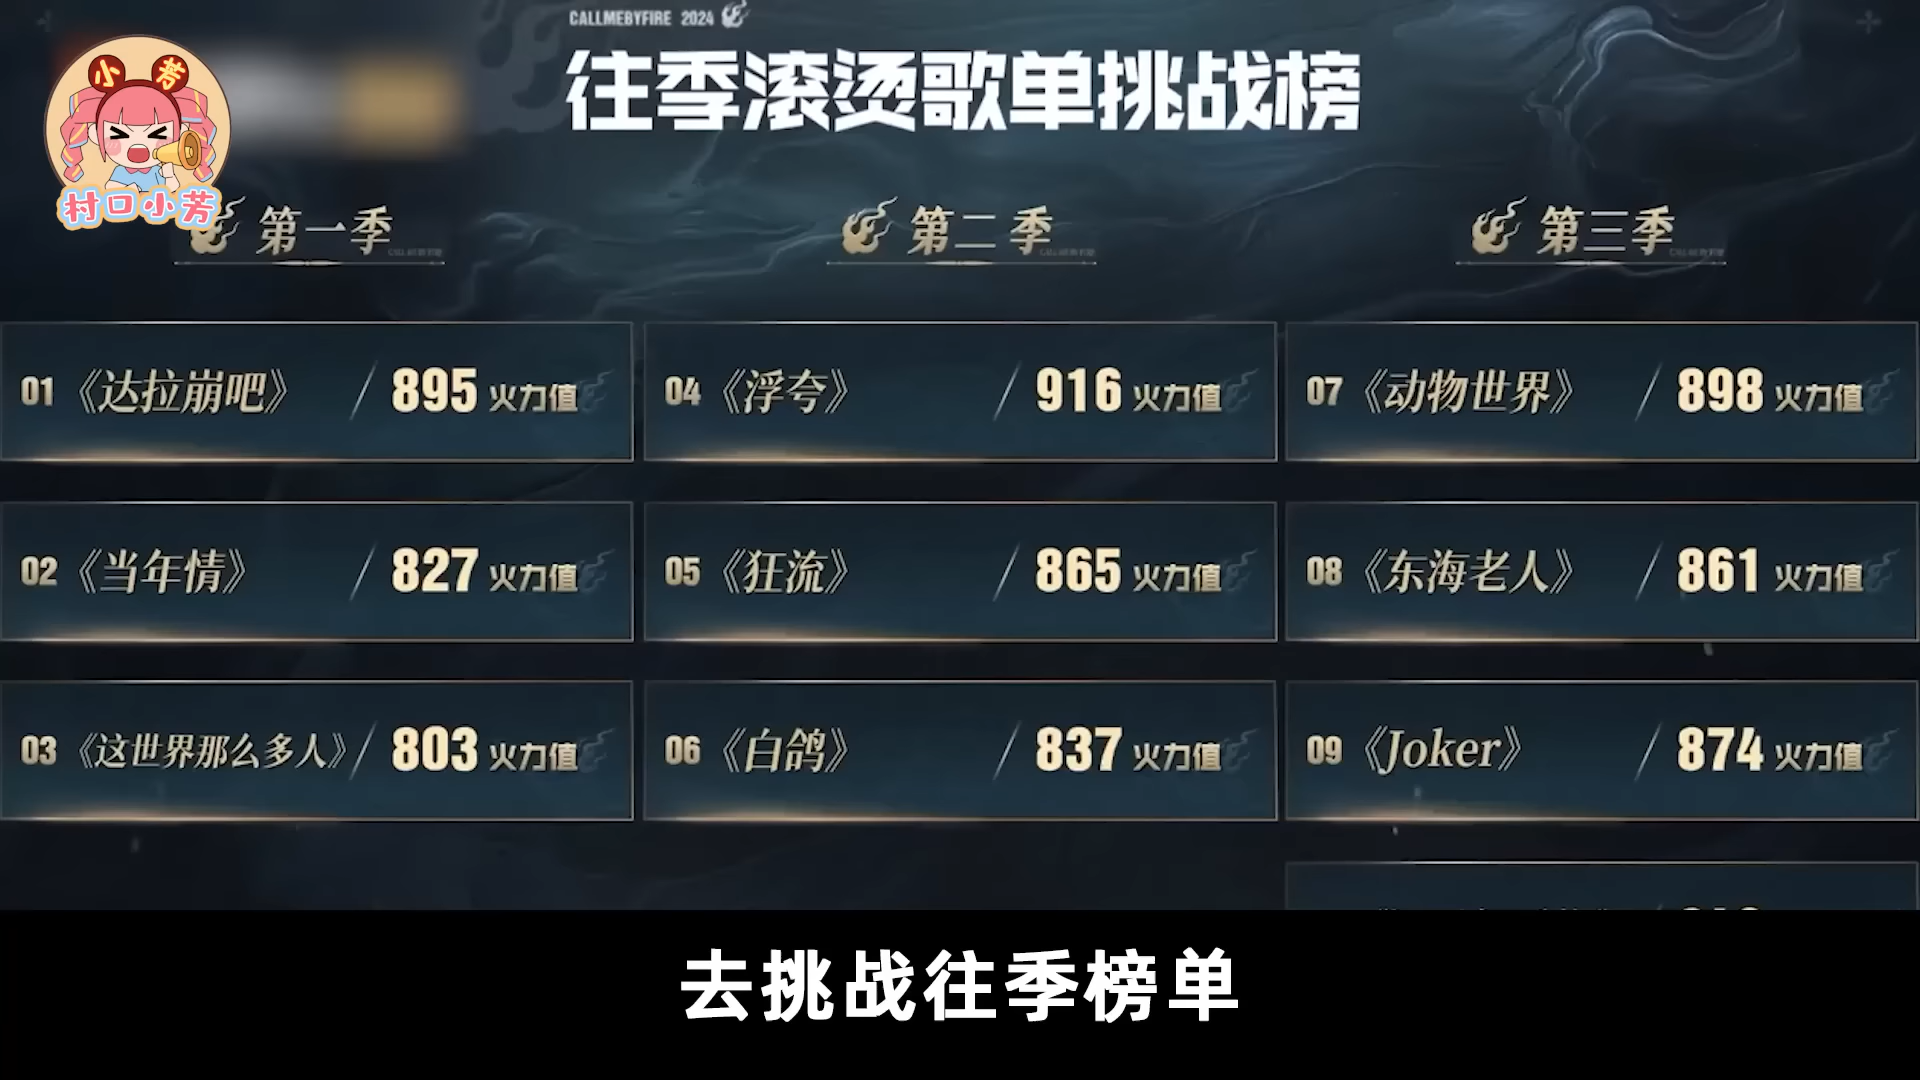 CALLMEBYFIRE 2024
往季滚烫歌单挑战榜
小芳
村口小芳
第一季
第二季
第三季
01《达拉崩吧》/ 895 火力值
04《浮夸》/ 916 火力值
07《动物世界》/ 898 火力值
02《当年情》/ 827 火力值
05《狂流》/ 865 火力值
08《东海老人》/ 861 火力值
03《这世界那么多人》/ 803 火力值
06《白鸽》/ 837 火力值
09《Joker》/ 874 火力值
去挑战往季榜单